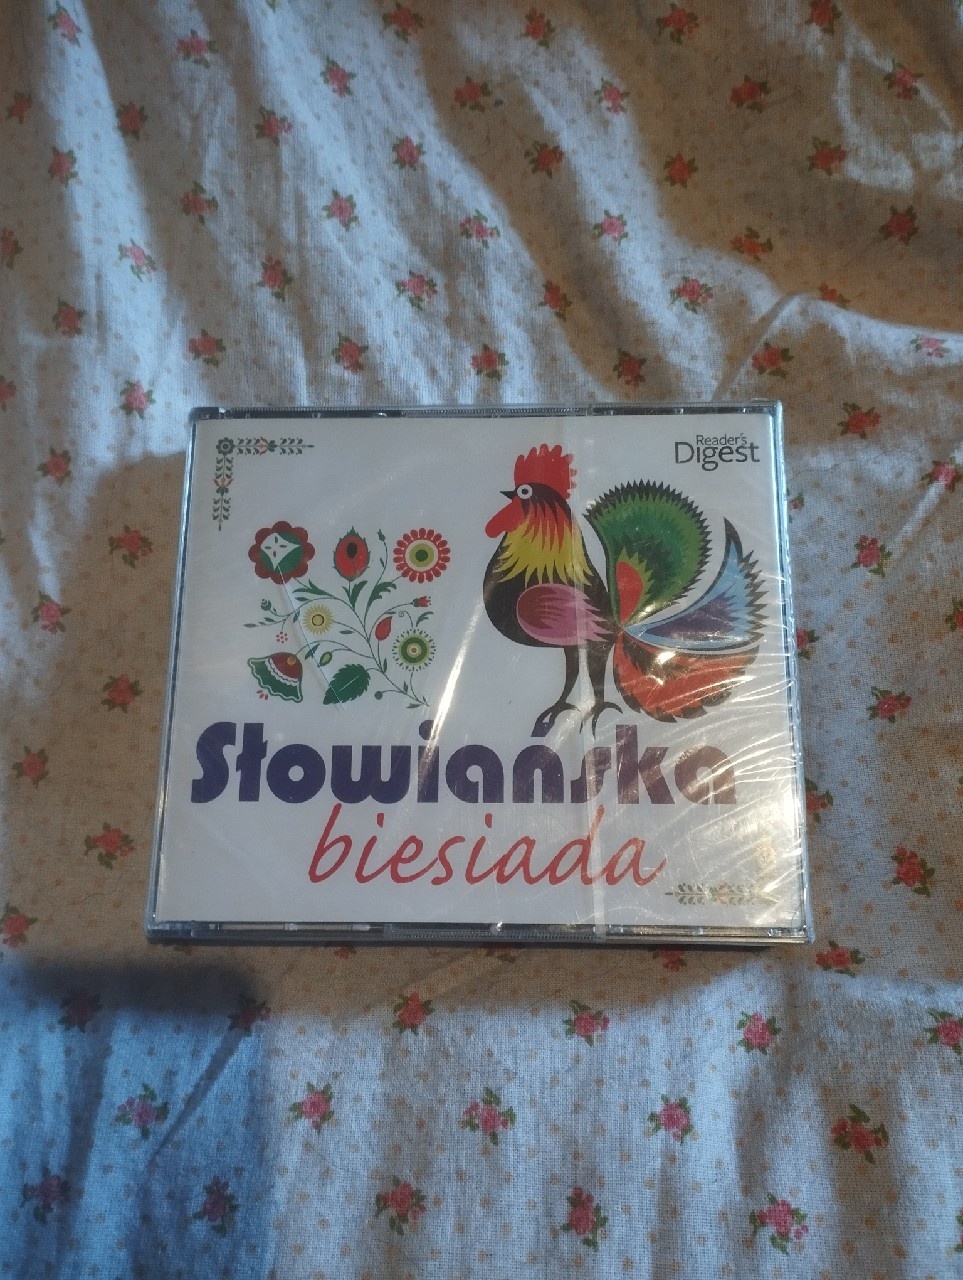 Reader's
Digest
Słowiańska
biesiada